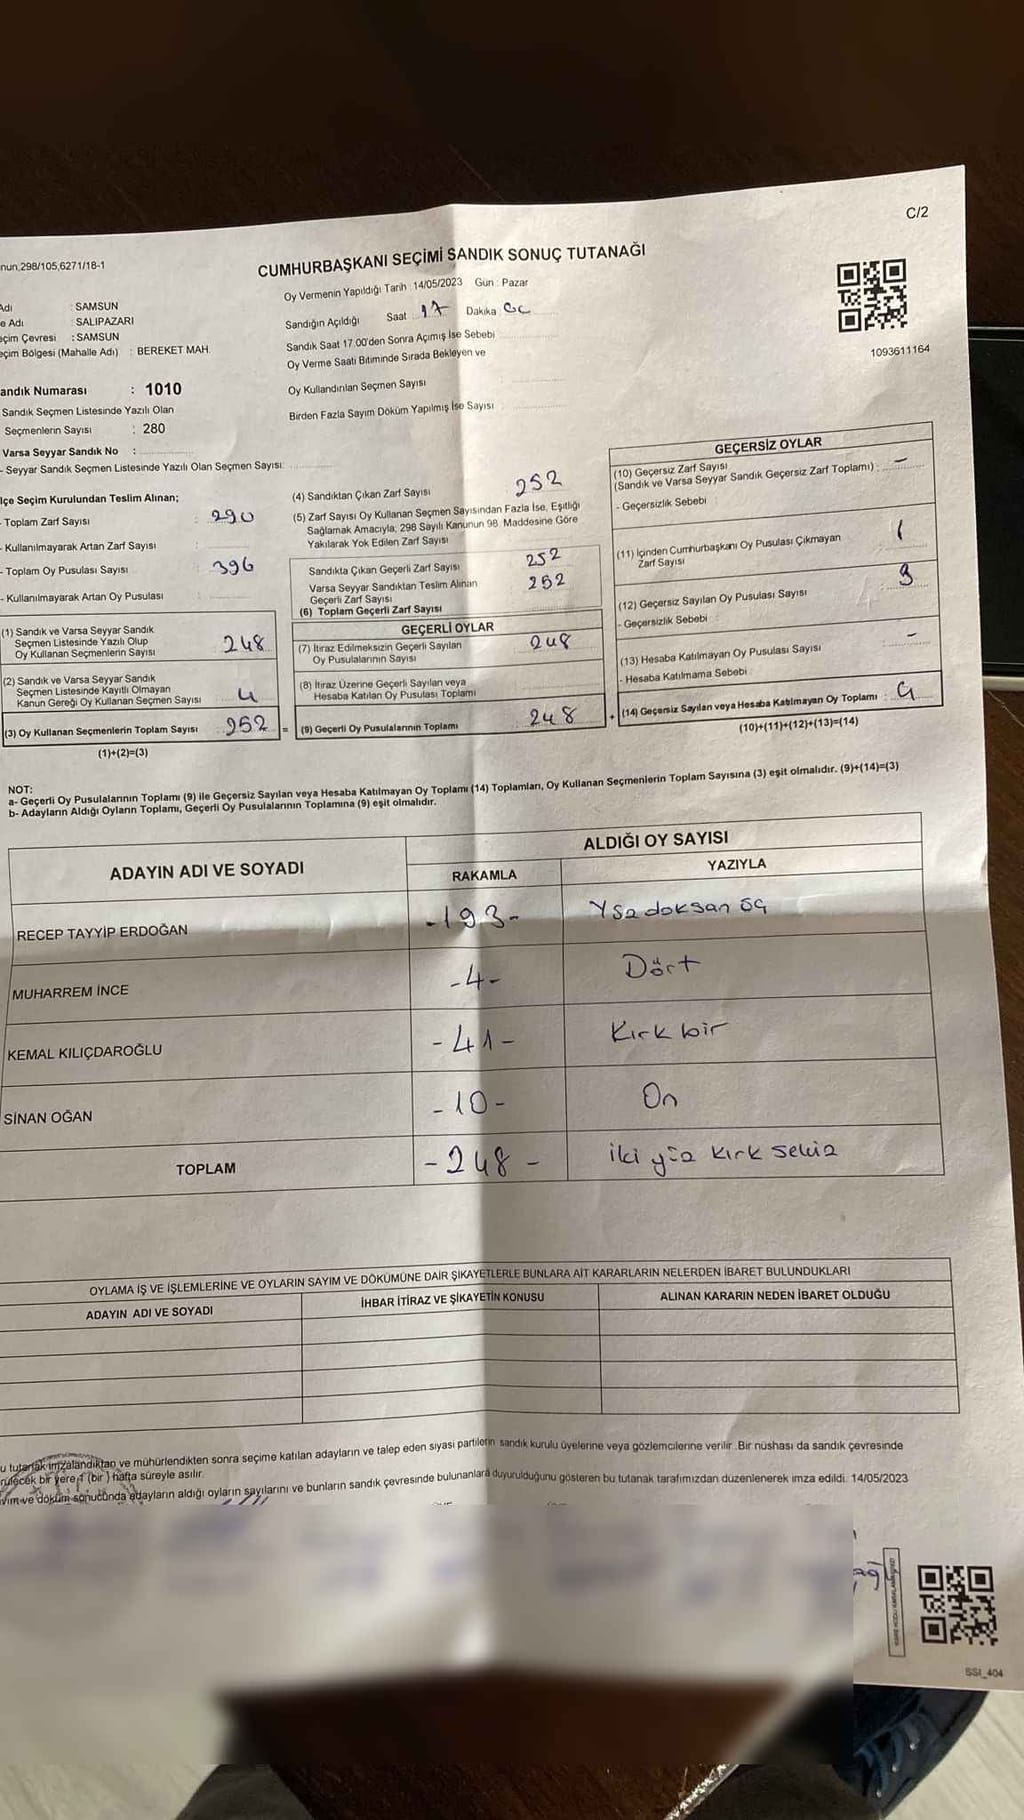 C/2
nun.298/105,6271/18-1
CUMHURBAŞKANI SEÇİMİ SANDIK SONUÇ TUTANAĞI
Oy Vermenin Yapıldığı Tarih : 14/05/2023 Gün : Pazar
Adı : SAMSUN
e Adı : SALIPAZARI
eçim Çevresi : SAMSUN
eçim Bölgesi (Mahalle Adı) : BEREKET MAH.
Sandığın Açıldığı Saat 17 Dakika
Sandık Saat 17.00'den Sonra Açımış İse Sebebi
Oy Verme Saati Bitiminde Sırada Bekleyen ve
Oy Kullandırılan Seçmen Sayısı
Birden Fazla Sayım Döküm Yapılmış İse Sayısı
1093611164
andık Numarası : 1010
Sandık Seçmen Listesinde Yazılı Olan
Seçmenlerin Sayısı : 280
Varsa Seyyar Sandık No :
- Seyyar Sandık Seçmen Listesinde Yazılı Olan Seçmen Sayısı:
lçe Seçim Kurulundan Teslim Alınan;
- Toplam Zarf Sayısı : 290
- Kullanılmayarak Artan Zarf Sayısı :
- Toplam Oy Pusulası Sayısı : 396
- Kullanılmayarak Artan Oy Pusulası :
(1) Sandık ve Varsa Seyyar Sandık
Seçmen Listesinde Yazılı Olup
Oy Kullanan Seçmenlerin Sayısı : 248
(2) Sandık ve Varsa Seyyar Sandık
Seçmen Listesinde Kayıtlı Olmayan
Kanun Gereği Oy Kullanan Seçmen Sayısı : 4
(3) Oy Kullanan Seçmenlerin Toplam Sayısı : 252 =
(1)+(2)=(3)
(4) Sandıktan Çıkan Zarf Sayısı 252
(5) Zarf Sayısı Oy Kullanan Seçmen Sayısından Fazla İse, Eşitliği
Sağlamak Amacıyla; 298 Sayılı Kanunun 98. Maddesine Göre
Yakılarak Yok Edilen Zarf Sayısı
Sandıkta Çıkan Geçerli Zarf Sayısı 252
Varsa Seyyar Sandıktan Teslim Alınan 252
Geçerli Zarf Sayısı
(6) Toplam Geçerli Zarf Sayısı
GEÇERLİ OYLAR
(7) İtiraz Edilmeksizin Geçerli Sayılan 248
Oy Pusulalarının Sayısı
(8) İtiraz Üzerine Geçerli Sayılan veya
Hesaba Katılan Oy Pusulası Toplamı
(9) Geçerli Oy Pusulalarının Toplamı 248 +
GEÇERSİZ OYLAR
(10) Geçersiz Zarf Sayısı -
(Sandık ve Varsa Seyyar Sandık Geçersiz Zarf Toplamı) :
- Geçersizlik Sebebi :
(11) İçinden Cumhurbaşkanı Oy Pusulası Çıkmayan 1
Zarf Sayısı
(12) Geçersiz Sayılan Oy Pusulası Sayısı 3
- Geçersizlik Sebebi :
(13) Hesaba Katılmayan Oy Pusulası Sayısı -
- Hesaba Katılmama Sebebi :
(14) Geçersiz Sayılan veya Hesaba Katılmayan Oy Toplamı : 4
(10)+(11)+(12)+(13)=(14)
NOT:
a- Geçerli Oy Pusulalarının Toplamı (9) ile Geçersiz Sayılan veya Hesaba Katılmayan Oy Toplamı (14) Toplamları, Oy Kullanan Seçmenlerin Toplam Sayısına (3) eşit olmalıdır. (9)+(14)=(3)
b- Adayların Aldığı Oyların Toplamı, Geçerli Oy Pusulalarının Toplamına (9) eşit olmalıdır.
ADAYIN ADI VE SOYADI
ALDIĞI OY SAYISI
RAKAMLA YAZIYLA
RECEP TAYYİP ERDOĞAN -193- Yüzdoksan üç
MUHARREM İNCE -4- Dört
KEMAL KILIÇDAROĞLU -41- Kırk bir
SİNAN OĞAN -10- On
TOPLAM -248- iki yüz kırk sekiz
OYLAMA İŞ VE İŞLEMLERİNE VE OYLARIN SAYIM VE DÖKÜMÜNE DAİR ŞİKAYETLERLE BUNLARA AİT KARARLARIN NELERDEN İBARET BULUNDUKLARI
ADAYIN ADI VE SOYADI İHBAR İTİRAZ VE ŞİKAYETİN KONUSU ALINAN KARARIN NEDEN İBARET OLDUĞU
u tutanak imzalandıktan ve mühürlendikten sonra seçime katılan adayların ve talep eden siyasi partilerin sandık kurulu üyelerine veya gözlemcilerine verilir. Bir nüshası da sandık çevresinde
rülecek bir yere 1 (bir) hafta süreyle asılır.
yım ve döküm sonucunda adayların aldığı oyların sayılarını ve bunların sandık çevresinde bulunanlara duyurulduğunu gösteren bu tutanak tarafımızdan düzenlenerek imza edildi. 14/05/2023
SSI_404